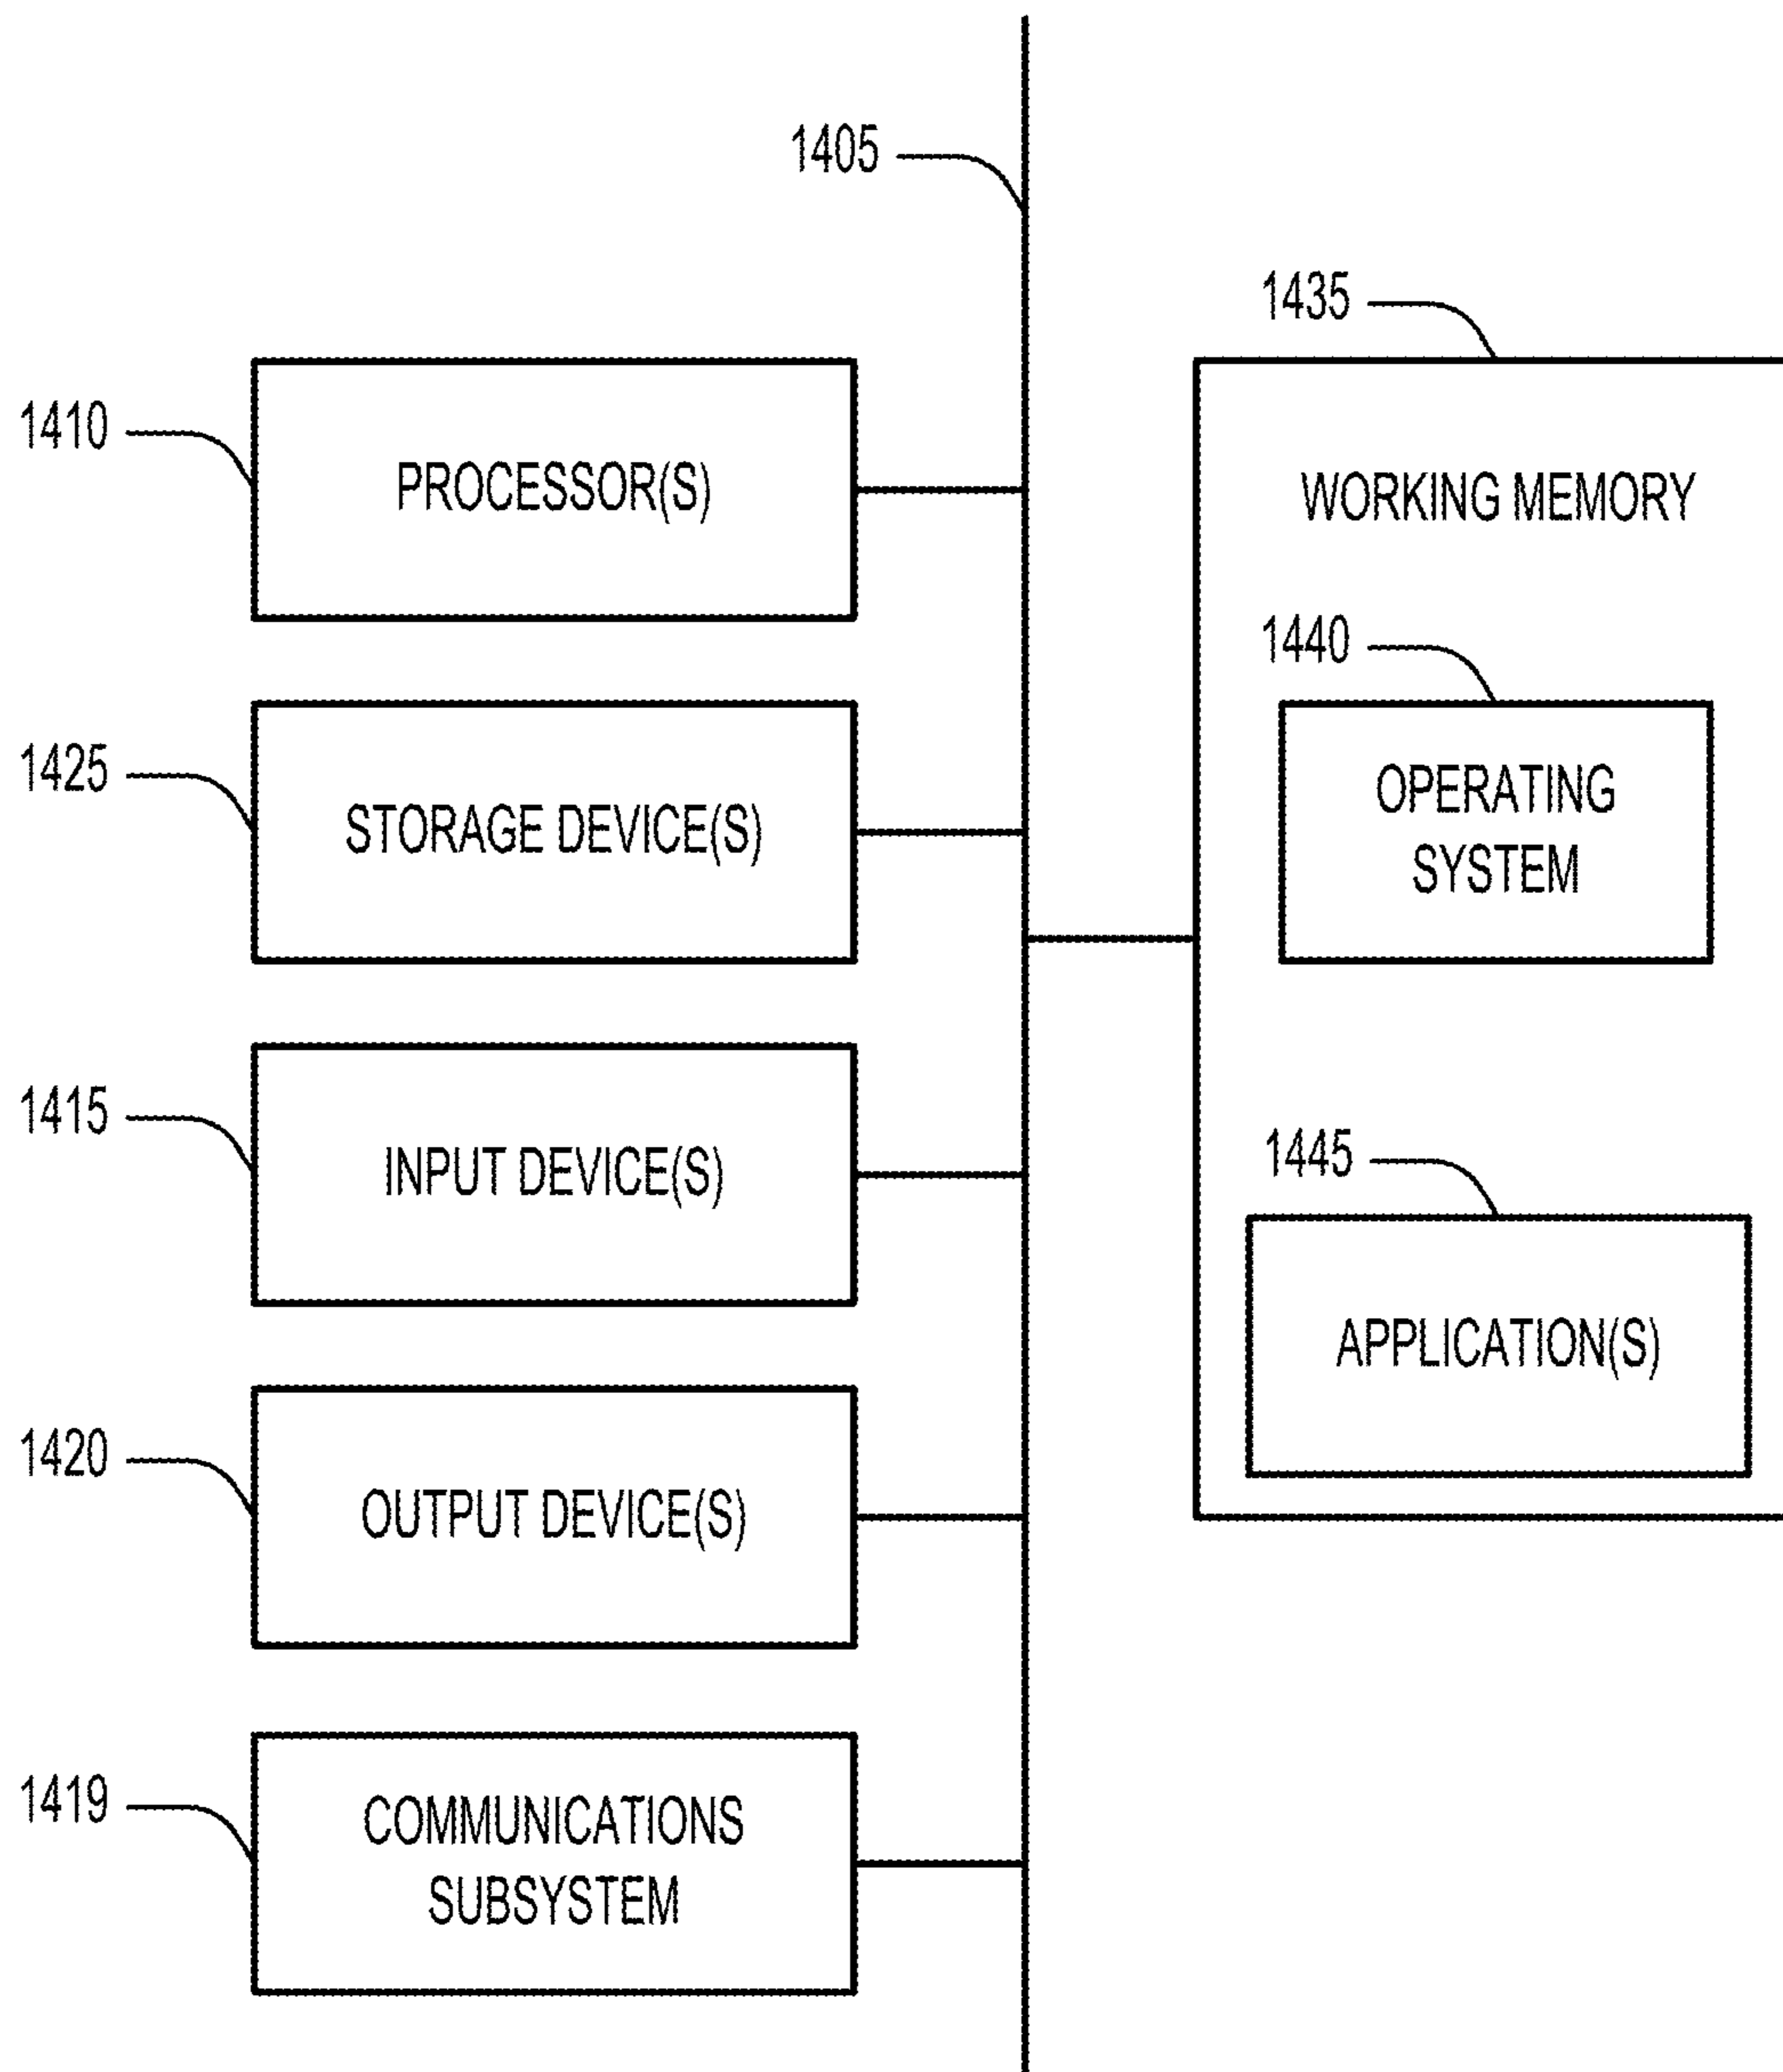 1405
1410
PROCESSOR(S)
1425
STORAGE DEVICE(S)
1415
INPUT DEVICE(S)
1420
OUTPUT DEVICE(S)
1419
COMMUNICATIONS
SUBSYSTEM
1435
WORKING MEMORY
1440
OPERATING
SYSTEM
1445
APPLICATION(S)